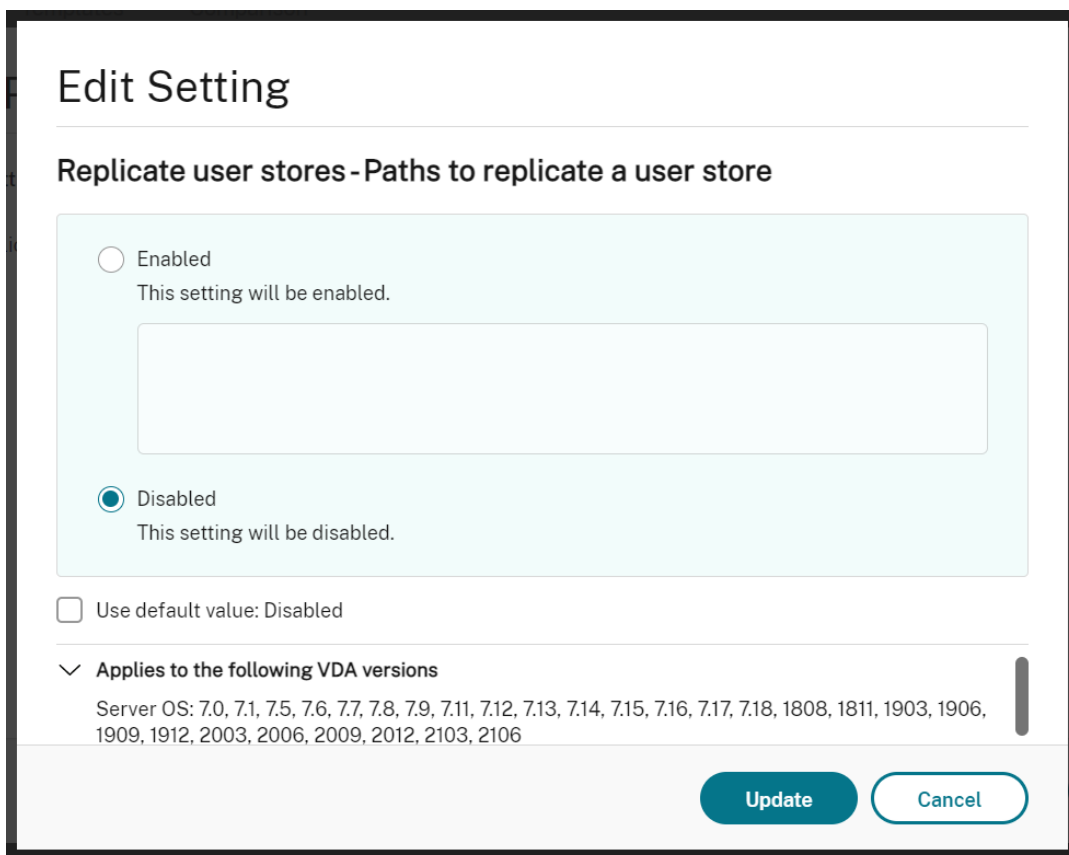 Edit Setting
Replicate user stores - Paths to replicate a user store
Enabled
This setting will be enabled.
Disabled
This setting will be disabled.
Use default value: Disabled
Applies to the following VDA versions
Server OS: 7.0, 7.1, 7.5, 7.6, 7.7, 7.8, 7.9, 7.11, 7.12, 7.13, 7.14, 7.15, 7.16, 7.17, 7.18, 1808, 1811, 1903, 1906,
1909, 1912, 2003, 2006, 2009, 2012, 2103, 2106
Update
Cancel